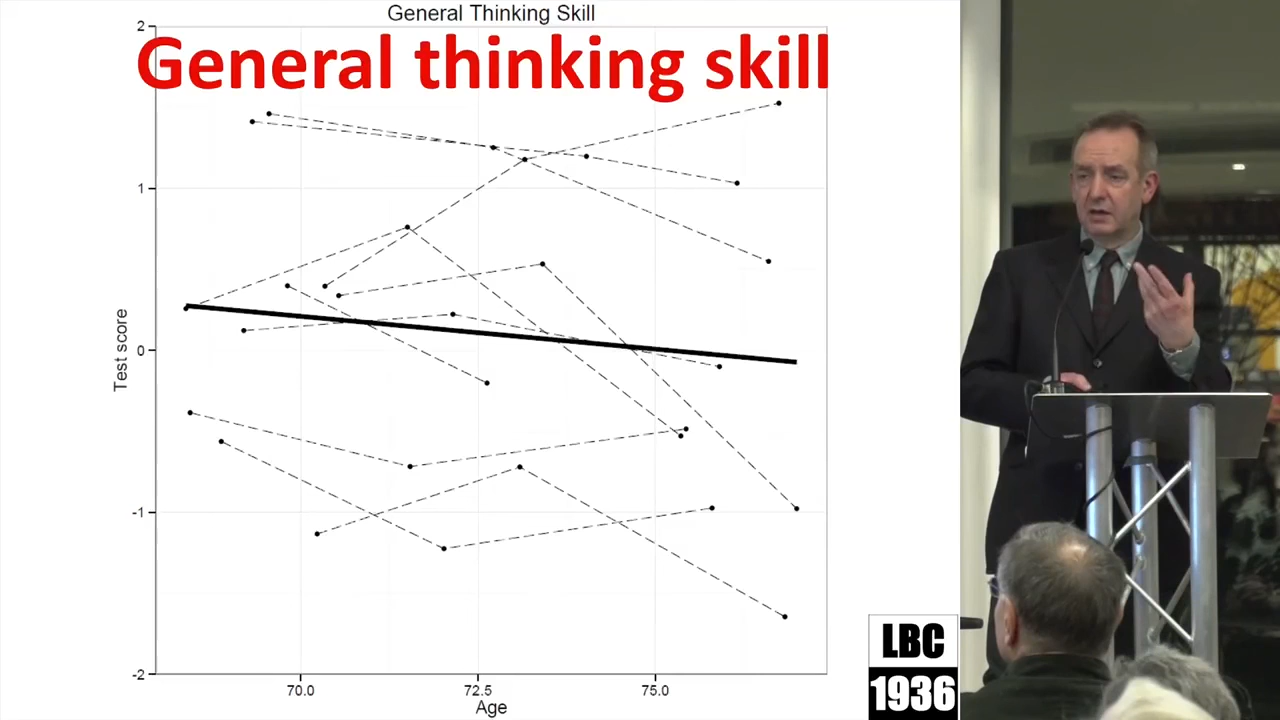 General Thinking Skill
General thinking skill
2
1
0
-1
-2
Test score
70.0
72.5
75.0
Age
LBC
1936